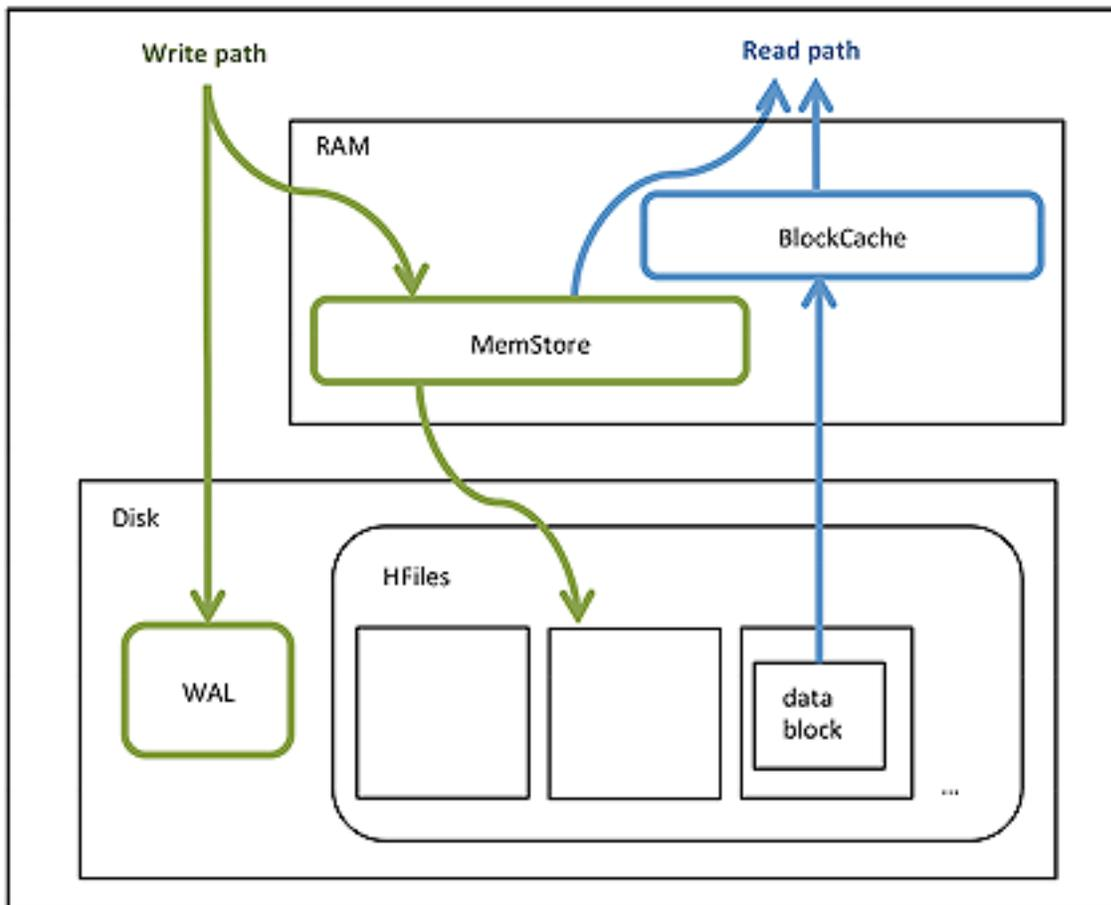 Write path
Read path
RAM
BlockCache
MemStore
Disk
HFiles
WAL
data
block
...